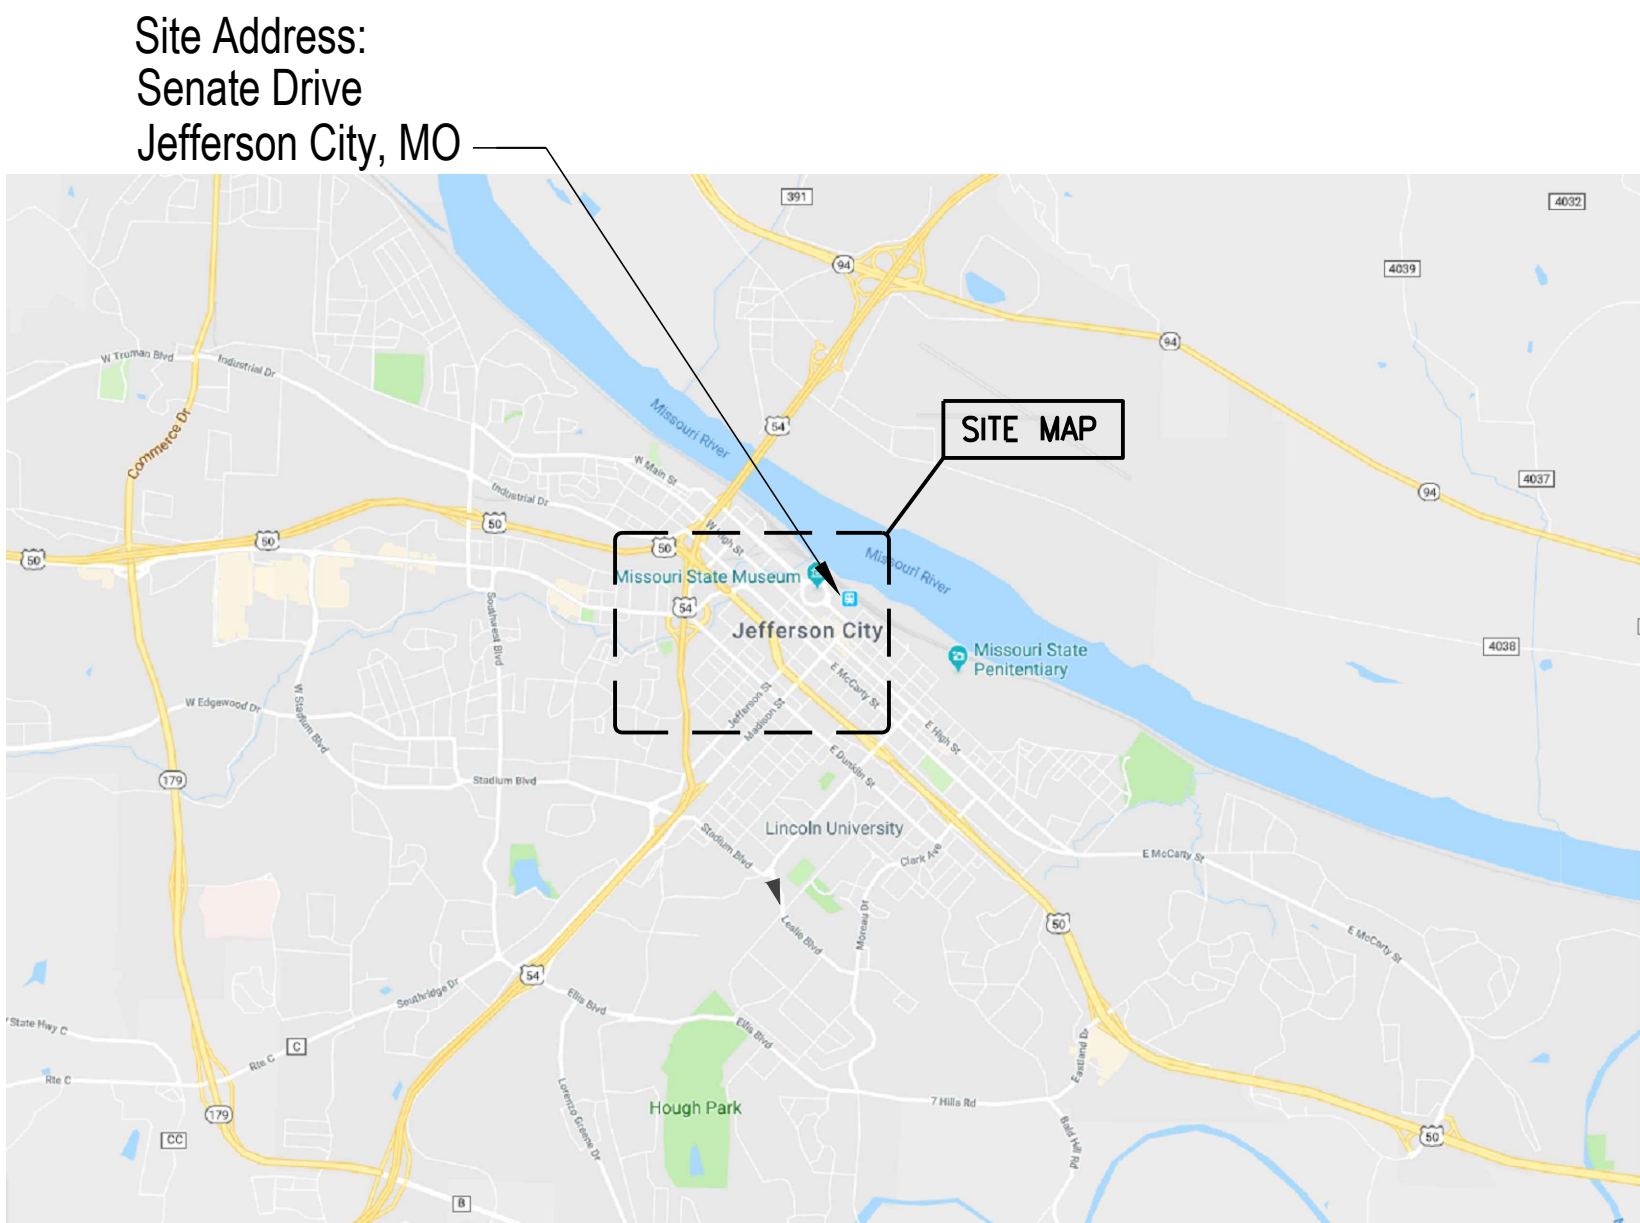 Site Address:
Senate Drive
Jefferson City, MO
391
4032
94
4039
94
W Truman Blvd
Industrial Dr
Commerce Dr
Missouri River
54
SITE MAP
W Main St
Industrial Dr
4037
94
50
50
50
50
W High St
Missouri River
Missouri State Museum
54
Jefferson City
Southwest Blvd
4038
Missouri State
Penitentiary
E McCarty St
Jefferson St
Madison St
W Edgewood Dr
W Stadium Blvd
E High St
E Dunklin St
179
Stadium Blvd
Lincoln University
Stadium Blvd
Clark Ave
E McCarty St
Leslie Blvd
Moreau Dr
50
E McCarty St
54
Southridge Dr
Ellis Blvd
Ellis Blvd
State Hwy C
C
Rte C
Rte C
Eastland Dr
Lorenzo Greene Dr
Hough Park
7 Hills Rd
179
CC
Bald Hill Rd
50
B